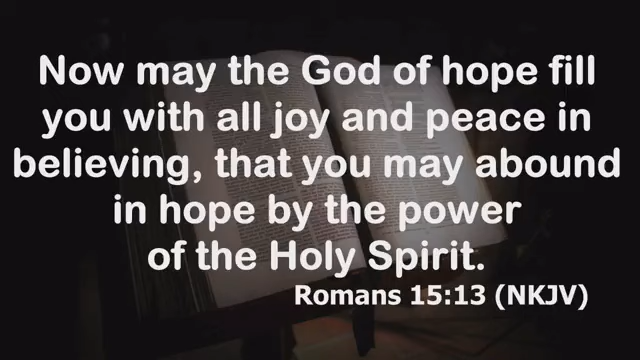 Now may the God of hope fill
you with all joy and peace in
believing, that you may abound
in hope by the power
of the Holy Spirit.
Romans 15:13 (NKJV)